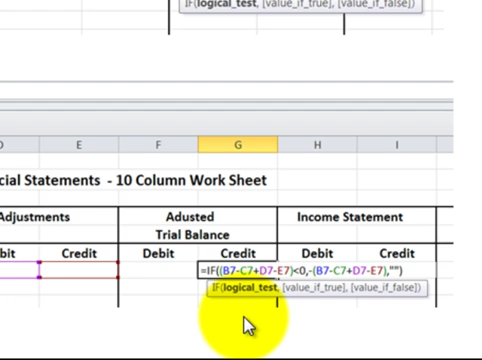 IF(logical_test, [value_if_true], [value_if_false])
E F G H I
cial Statements - 10 Column Work Sheet
Adjustments Adusted Income Statement
Trial Balance
bit Credit Debit Credit Debit Credit
=IF((B7-C7+D7-E7)<0,-(B7-C7+D7-E7),"")
IF(logical_test, [value_if_true], [value_if_false])